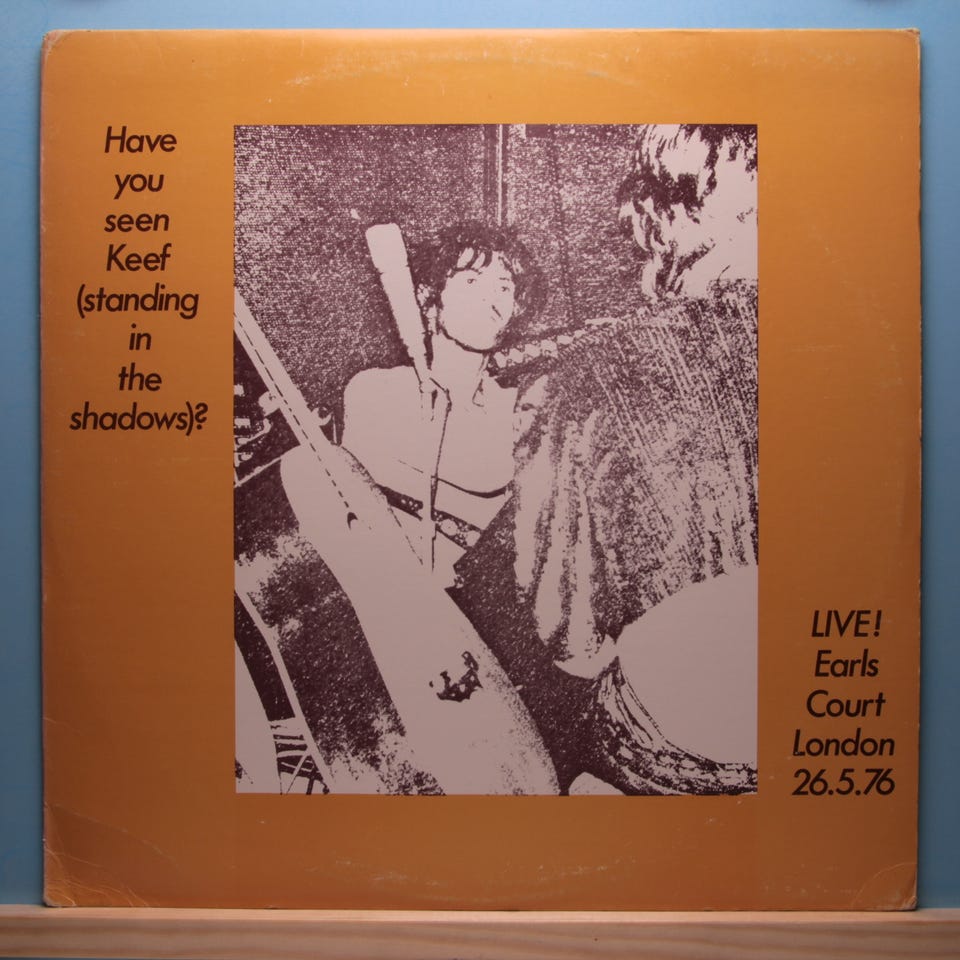 Have
you
seen
Keef
(standing
in
the
shadows)?
LIVE!
Earls
Court
London
26.5.76